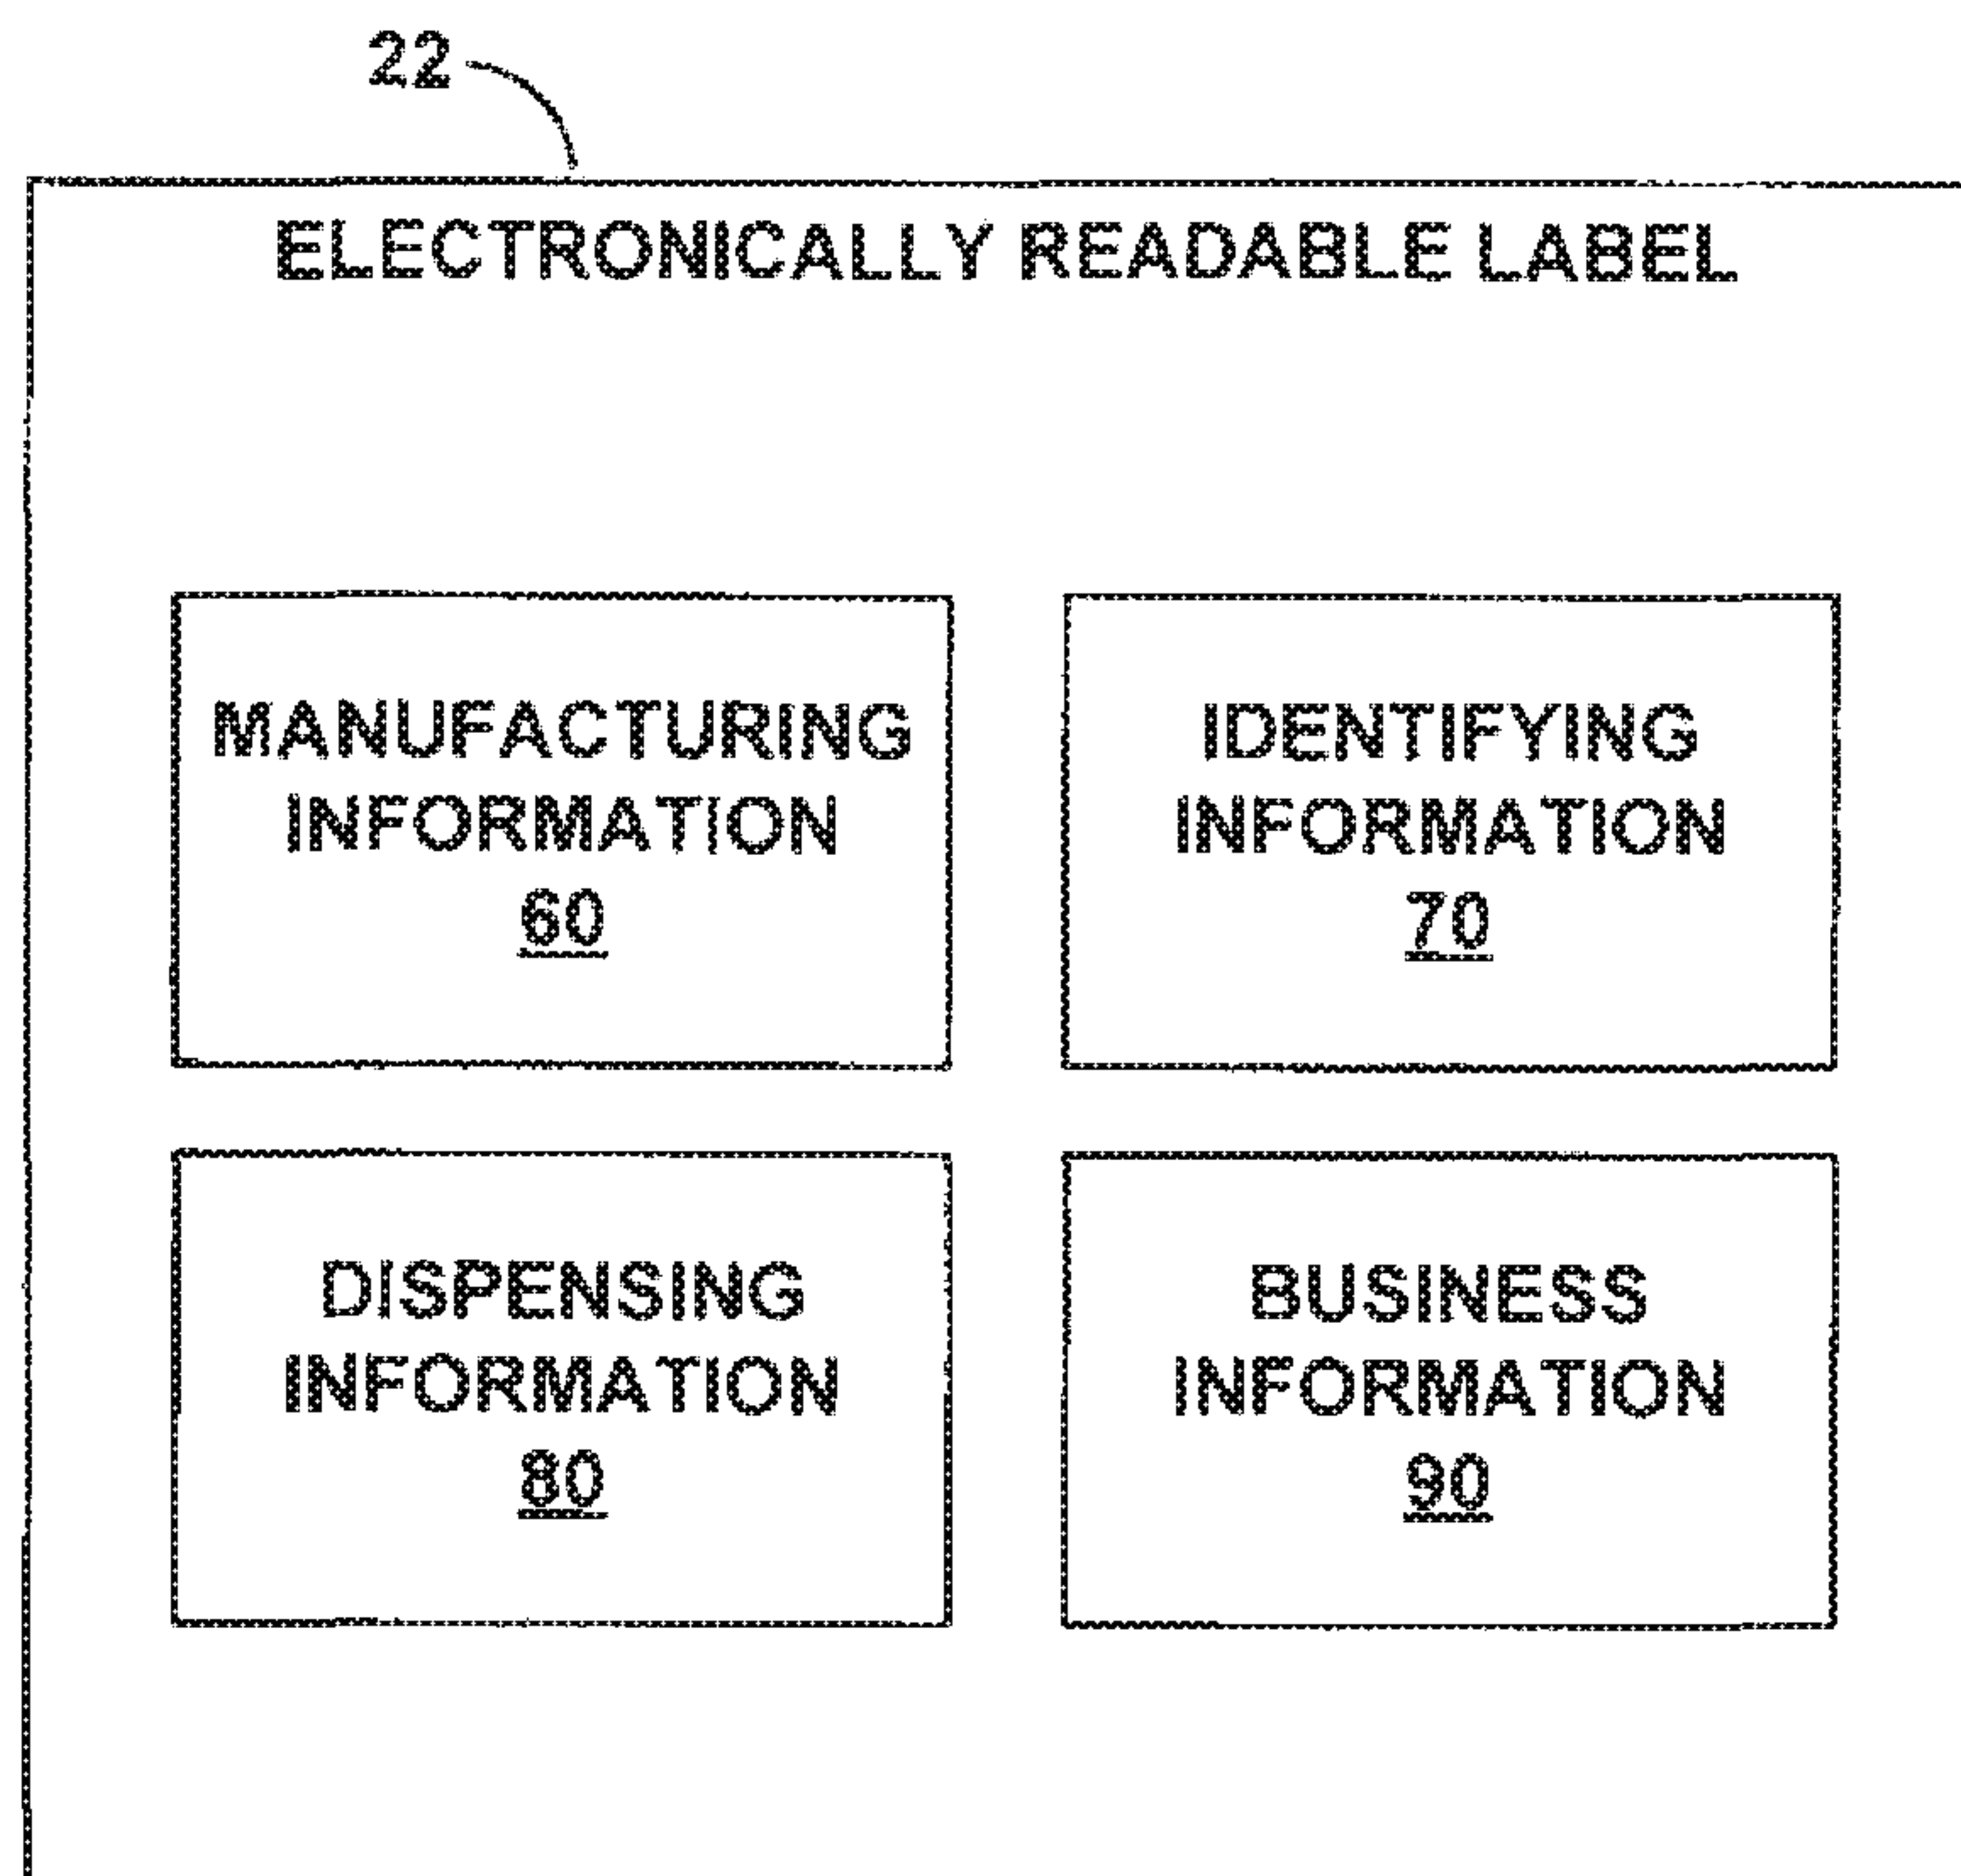 22
ELECTRONICALLY READABLE LABEL
MANUFACTURING
INFORMATION
60
IDENTIFYING
INFORMATION
70
DISPENSING
INFORMATION
80
BUSINESS
INFORMATION
90